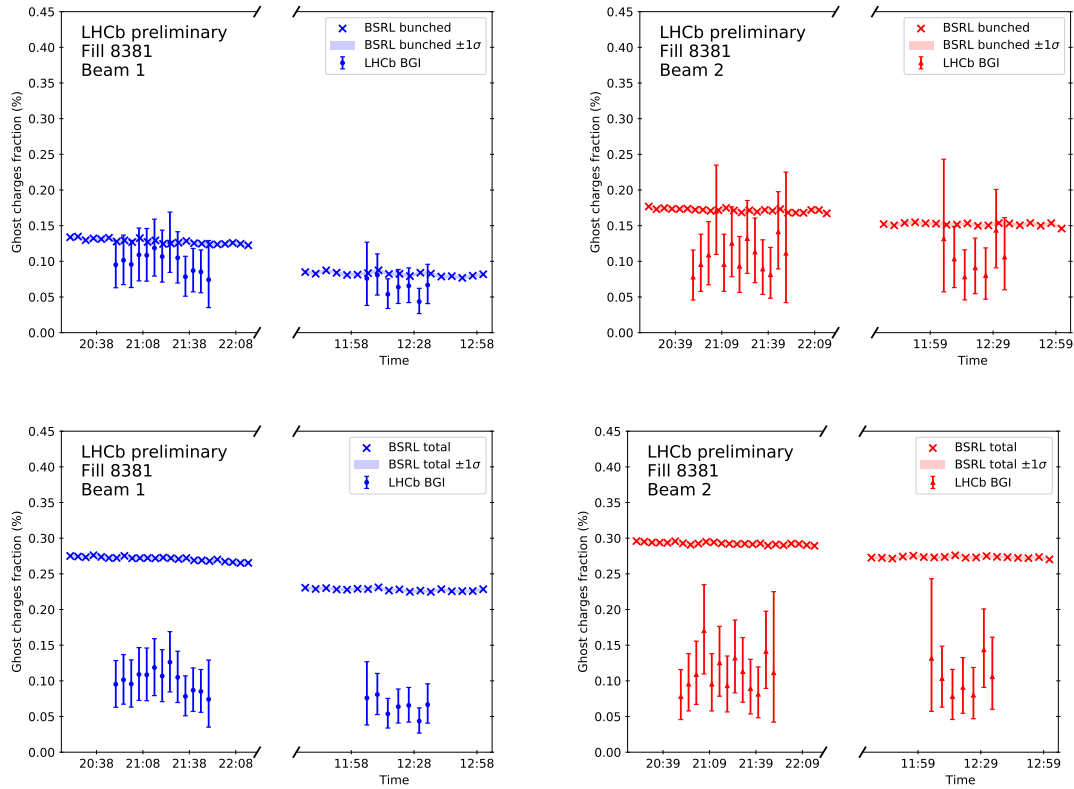 LHCb preliminary
Fill 8381
Beam 1
BSRL bunched
BSRL bunched ±1σ
LHCb BGI
Ghost charges fraction (%)
0.45
0.40
0.35
0.30
0.25
0.20
0.15
0.10
0.05
0.00
20:38
21:08
21:38
22:08
11:58
12:28
12:58
Time
LHCb preliminary
Fill 8381
Beam 2
BSRL bunched
BSRL bunched ±1σ
LHCb BGI
Ghost charges fraction (%)
0.45
0.40
0.35
0.30
0.25
0.20
0.15
0.10
0.05
0.00
20:39
21:09
21:39
22:09
11:59
12:29
12:59
Time
LHCb preliminary
Fill 8381
Beam 1
BSRL total
BSRL total ±1σ
LHCb BGI
Ghost charges fraction (%)
0.45
0.40
0.35
0.30
0.25
0.20
0.15
0.10
0.05
0.00
20:38
21:08
21:38
22:08
11:58
12:28
12:58
Time
LHCb preliminary
Fill 8381
Beam 2
BSRL total
BSRL total ±1σ
LHCb BGI
Ghost charges fraction (%)
0.45
0.40
0.35
0.30
0.25
0.20
0.15
0.10
0.05
0.00
20:39
21:09
21:39
22:09
11:59
12:29
12:59
Time